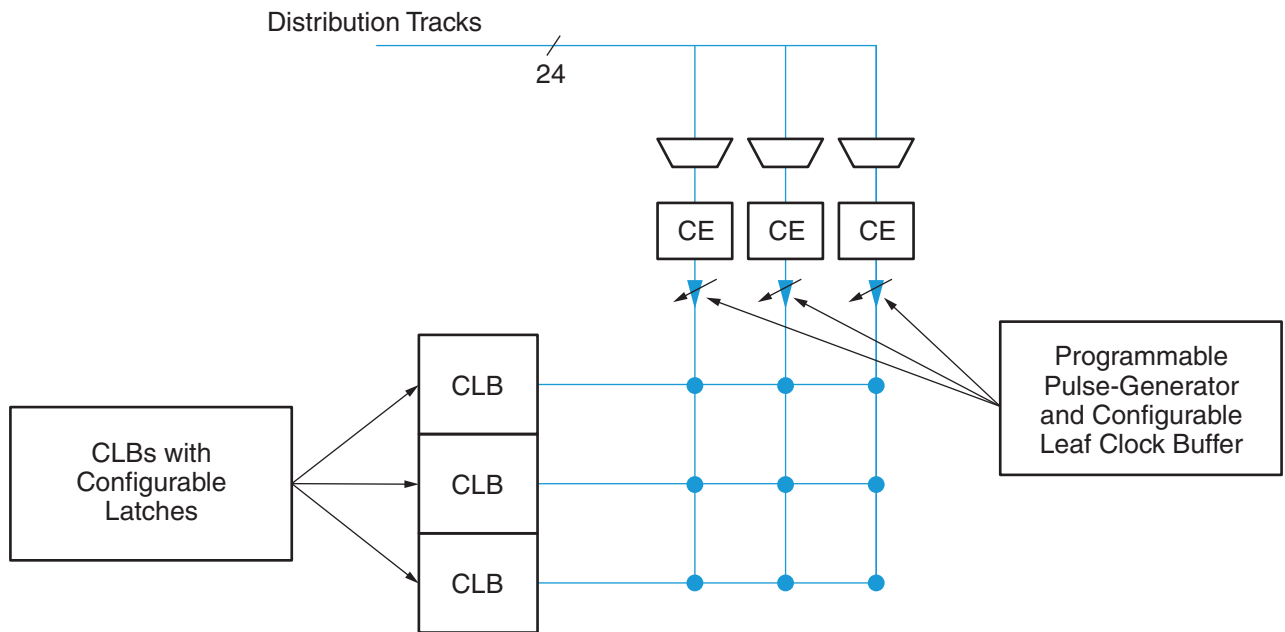 Distribution Tracks
24
CE
CE
CE
CLB
CLB
CLB
CLBs with
Configurable
Latches
Programmable
Pulse-Generator
and Configurable
Leaf Clock Buffer